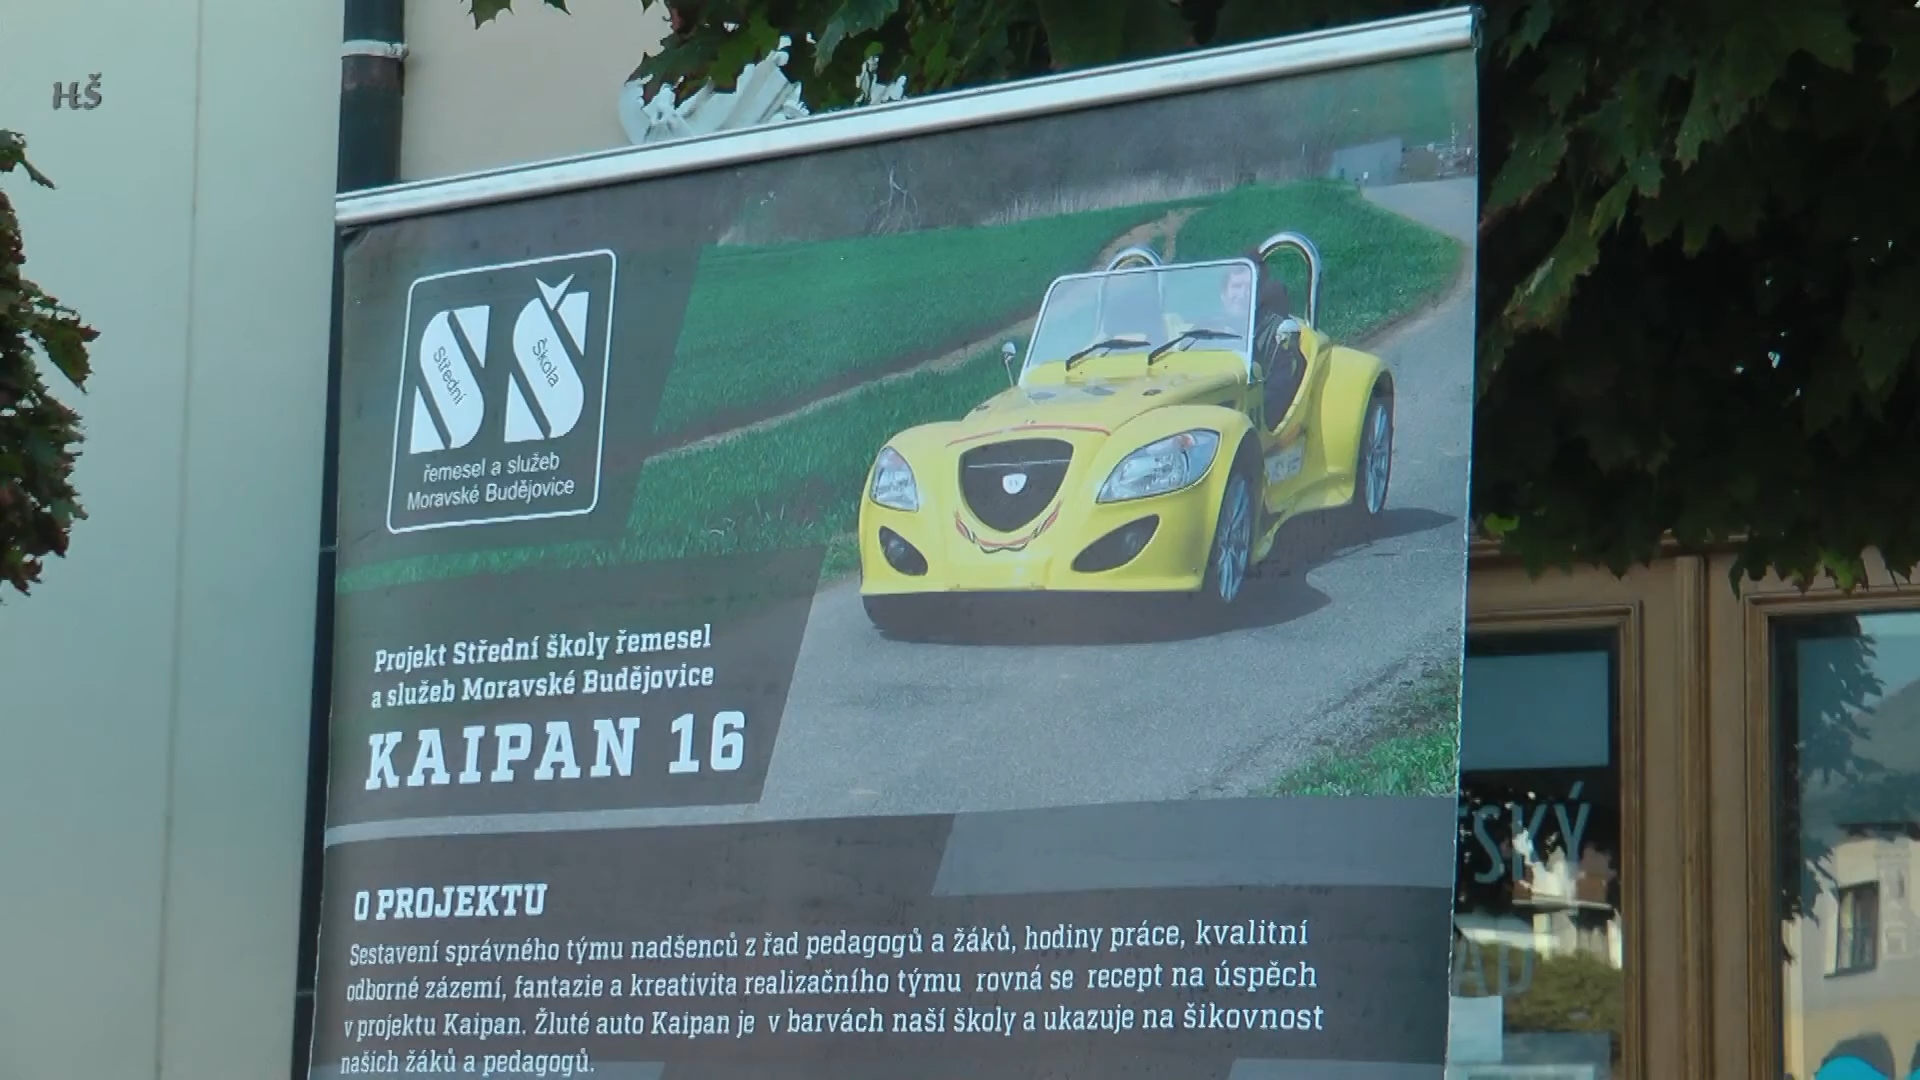 HŠ
SŠ
Střední
Škola
řemesel a služeb
Moravské Budějovice
Projekt Střední školy řemesel
a služeb Moravské Budějovice
KAIPAN 16
O PROJEKTU
Sestavení správného týmu nadšenců z řad pedagogů a žáků, hodiny práce, kvalitní
odborné zázemí, fantazie a kreativita realizačního týmu rovná se recept na úspěch
v projektu Kaipan. Žluté auto Kaipan je v barvách naší školy a ukazuje na šikovnost
našich žáků a pedagogů.